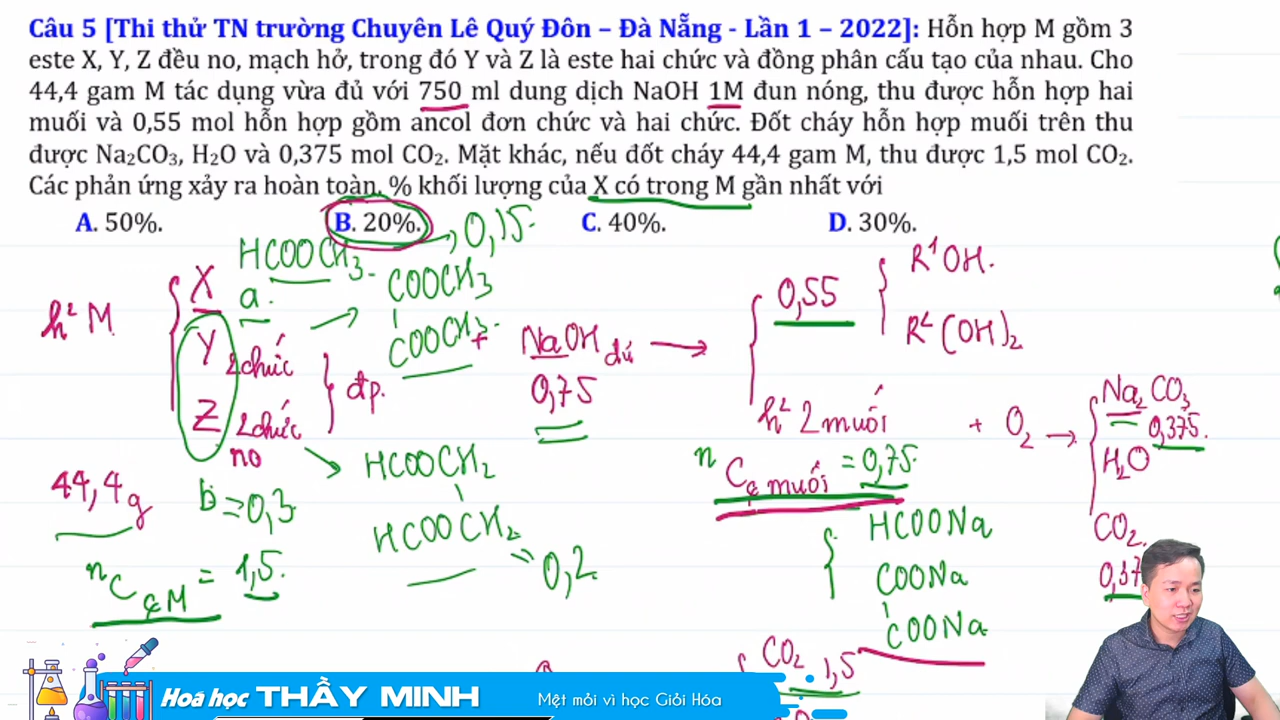 Câu 5 [Thi thử TN trường Chuyên Lê Quý Đôn – Đà Nẵng - Lần 1 – 2022]: Hỗn hợp M gồm 3
este X, Y, Z đều no, mạch hở, trong đó Y và Z là este hai chức và đồng phân cấu tạo của nhau. Cho
44,4 gam M tác dụng vừa đủ với 750 ml dung dịch NaOH 1M đun nóng, thu được hỗn hợp hai
muối và 0,55 mol hỗn hợp gồm ancol đơn chức và hai chức. Đốt cháy hỗn hợp muối trên thu
được Na₂CO₃, H₂O và 0,375 mol CO₂. Mặt khác, nếu đốt cháy 44,4 gam M, thu được 1,5 mol CO₂.
Các phản ứng xảy ra hoàn toàn. % khối lượng của X có trong M gần nhất với
A. 50%. B. 20%. C. 40%. D. 30%.
HCOOCH₃ → 0,15
h² M
X
a
COOCH₃
COOCH₃
Y 2 chức
Z 2 chức
no
đp.
+ NaOH đủ →
0,75
0,55
R¹OH
R²(OH)₂
h² 2 muối + O₂ →
Na₂CO₃
0,375
H₂O
CO₂
0,37
n C ∈ muối = 0,75
44,4g
b = 0,3
n C ∈ M = 1,5
HCOOCH₂
HCOOCH₂ = 0,2
HCOONa
COONa
COONa
CO₂ 1,5
Hoá học THẦY MINH
Mệt mỏi vì học Giỏi Hóa